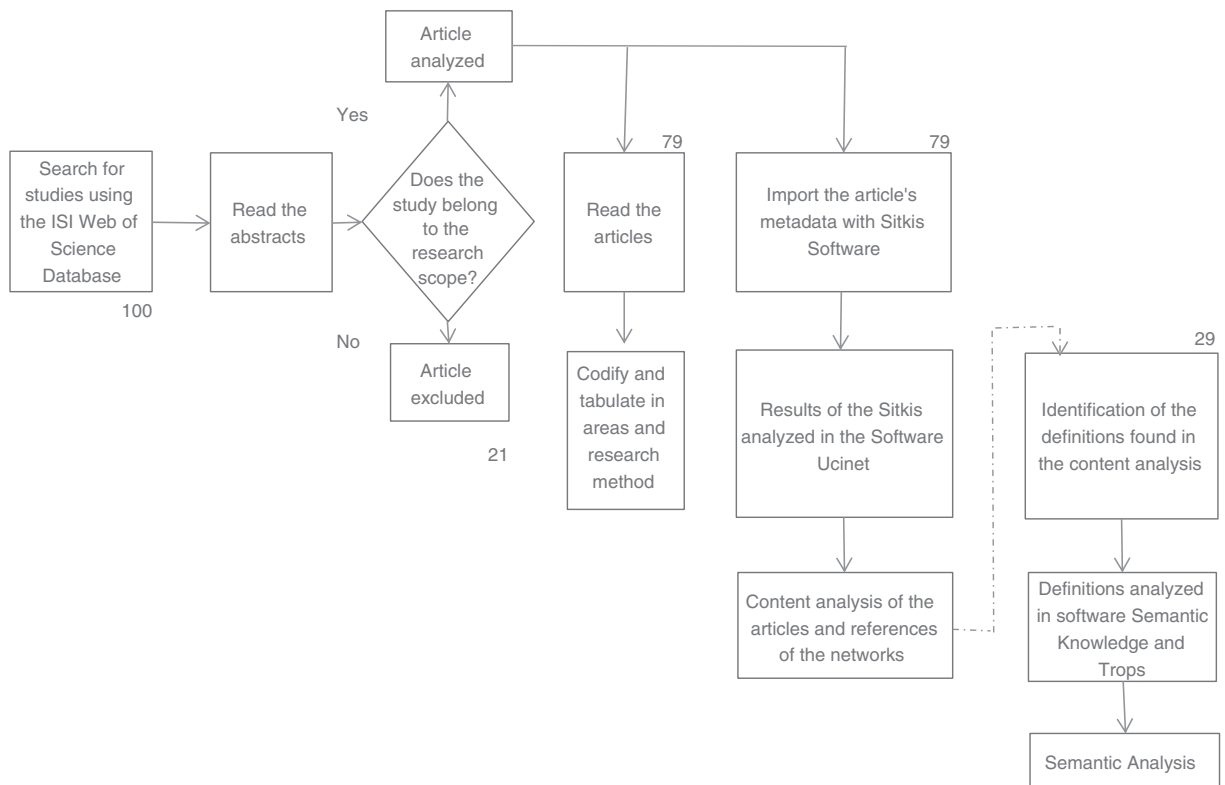 Search for
studies using
the ISI Web of
Science
Database
100
Read the
abstracts
Does the
study belong
to the
research
scope?
Yes
Article
analyzed
No
Article
excluded
21
79
Read the
articles
Codify and
tabulate in
areas and
research
method
79
Import the article's
metadata with Sitkis
Software
Results of the Sitkis
analyzed in the Software
Ucinet
Content analysis of the
articles and references
of the networks
29
Identification of the
definitions found in
the content analysis
Definitions analyzed
in software Semantic
Knowledge and
Trops
Semantic Analysis